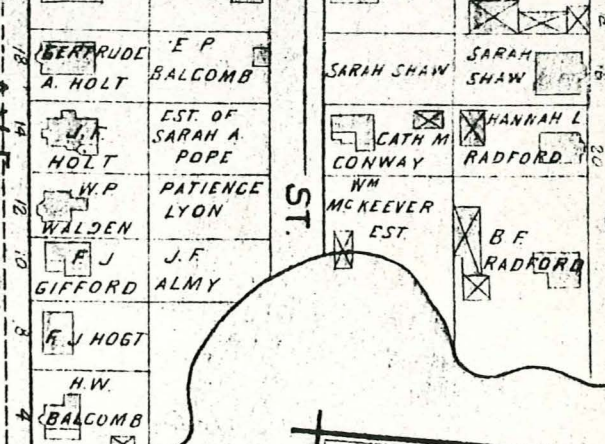 18
GERTRUDE
A. HOLT
E P
BALCOMB
14
J. F.
HOLT
EST. OF
SARAH A
POPE
12
W. P
WALDEN
PATIENCE
LYON
10
F J
GIFFORD
J. F.
ALMY
8
F J HOGT
H. W.
BALCOMB
4
ST.
SARAH SHAW
SARAH
SHAW
CATH M
CONWAY
HANNAH L
RADFORD
20
WM
MCKEEVER
EST.
B F.
RADFORD